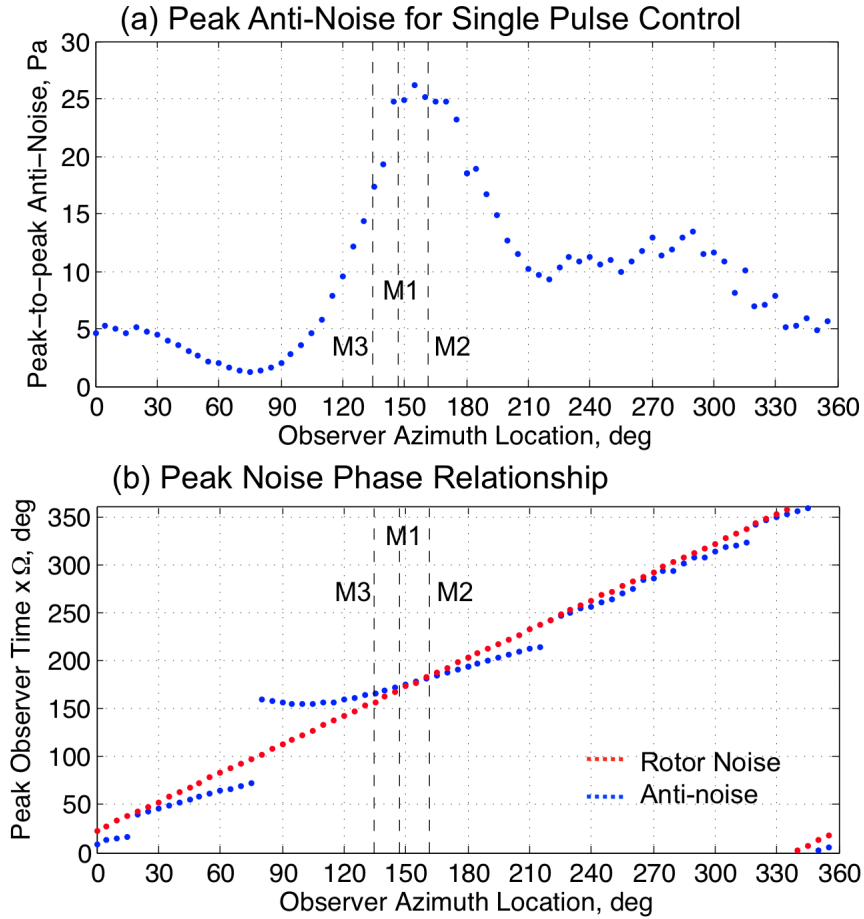 (a) Peak Anti-Noise for Single Pulse Control
Peak-to-peak Anti-Noise, Pa
30
25
20
15
10
5
0
M1
M3
M2
0 30 60 90 120 150 180 210 240 270 300 330 360
Observer Azimuth Location, deg
(b) Peak Noise Phase Relationship
Peak Observer Time x Ω, deg
350
300
250
200
150
100
50
0
M1
M3
M2
Rotor Noise
Anti-noise
0 30 60 90 120 150 180 210 240 270 300 330 360
Observer Azimuth Location, deg